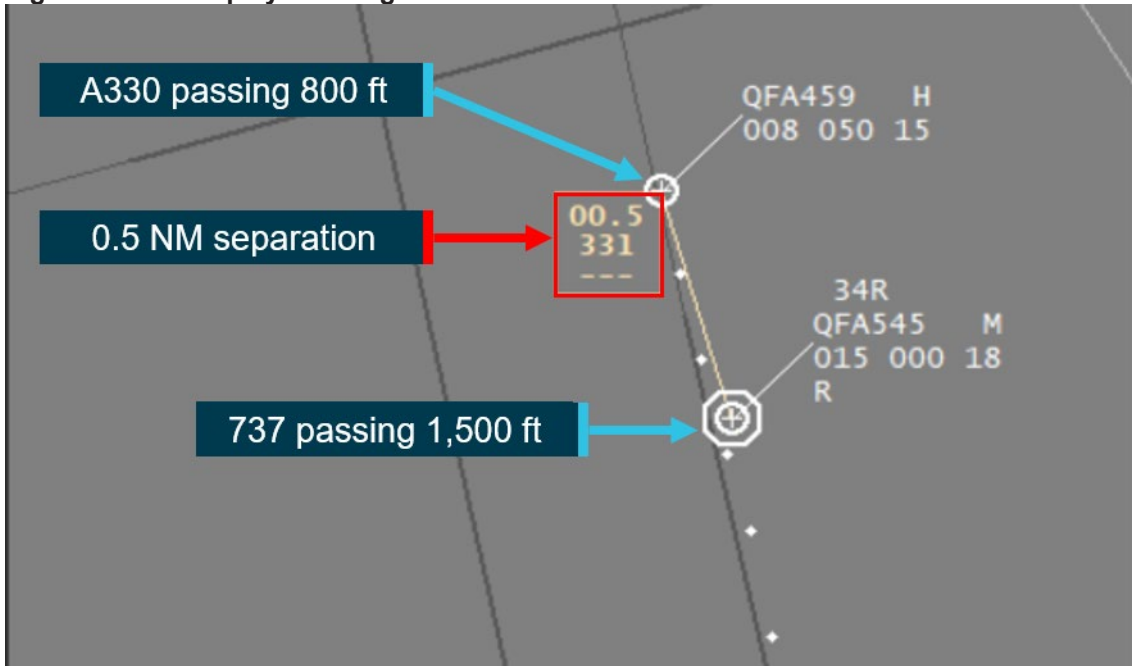 A330 passing 800 ft
QFA459 H
008 050 15
0.5 NM separation
00.5
331
---
34R
QFA545 M
015 000 18
R
737 passing 1,500 ft